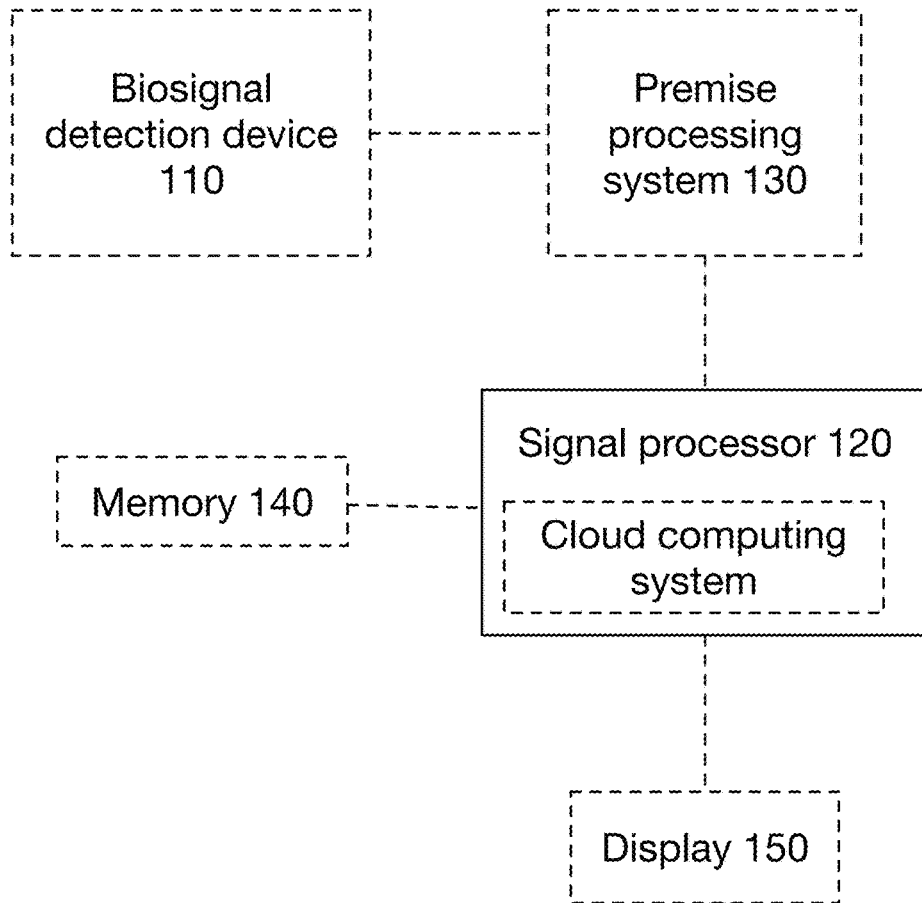 Biosignal
detection device
110
Premise
processing
system 130
Signal processor 120
Memory 140
Cloud computing
system
Display 150